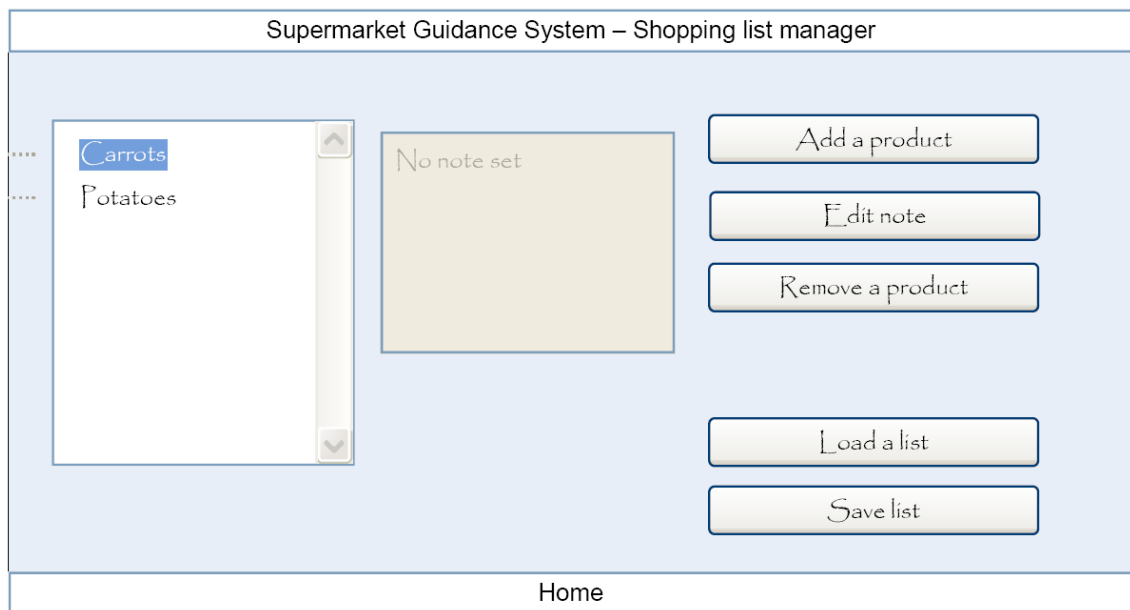 Supermarket Guidance System – Shopping list manager
Carrots
Potatoes
No note set
Add a product
Edit note
Remove a product
Load a list
Save list
Home